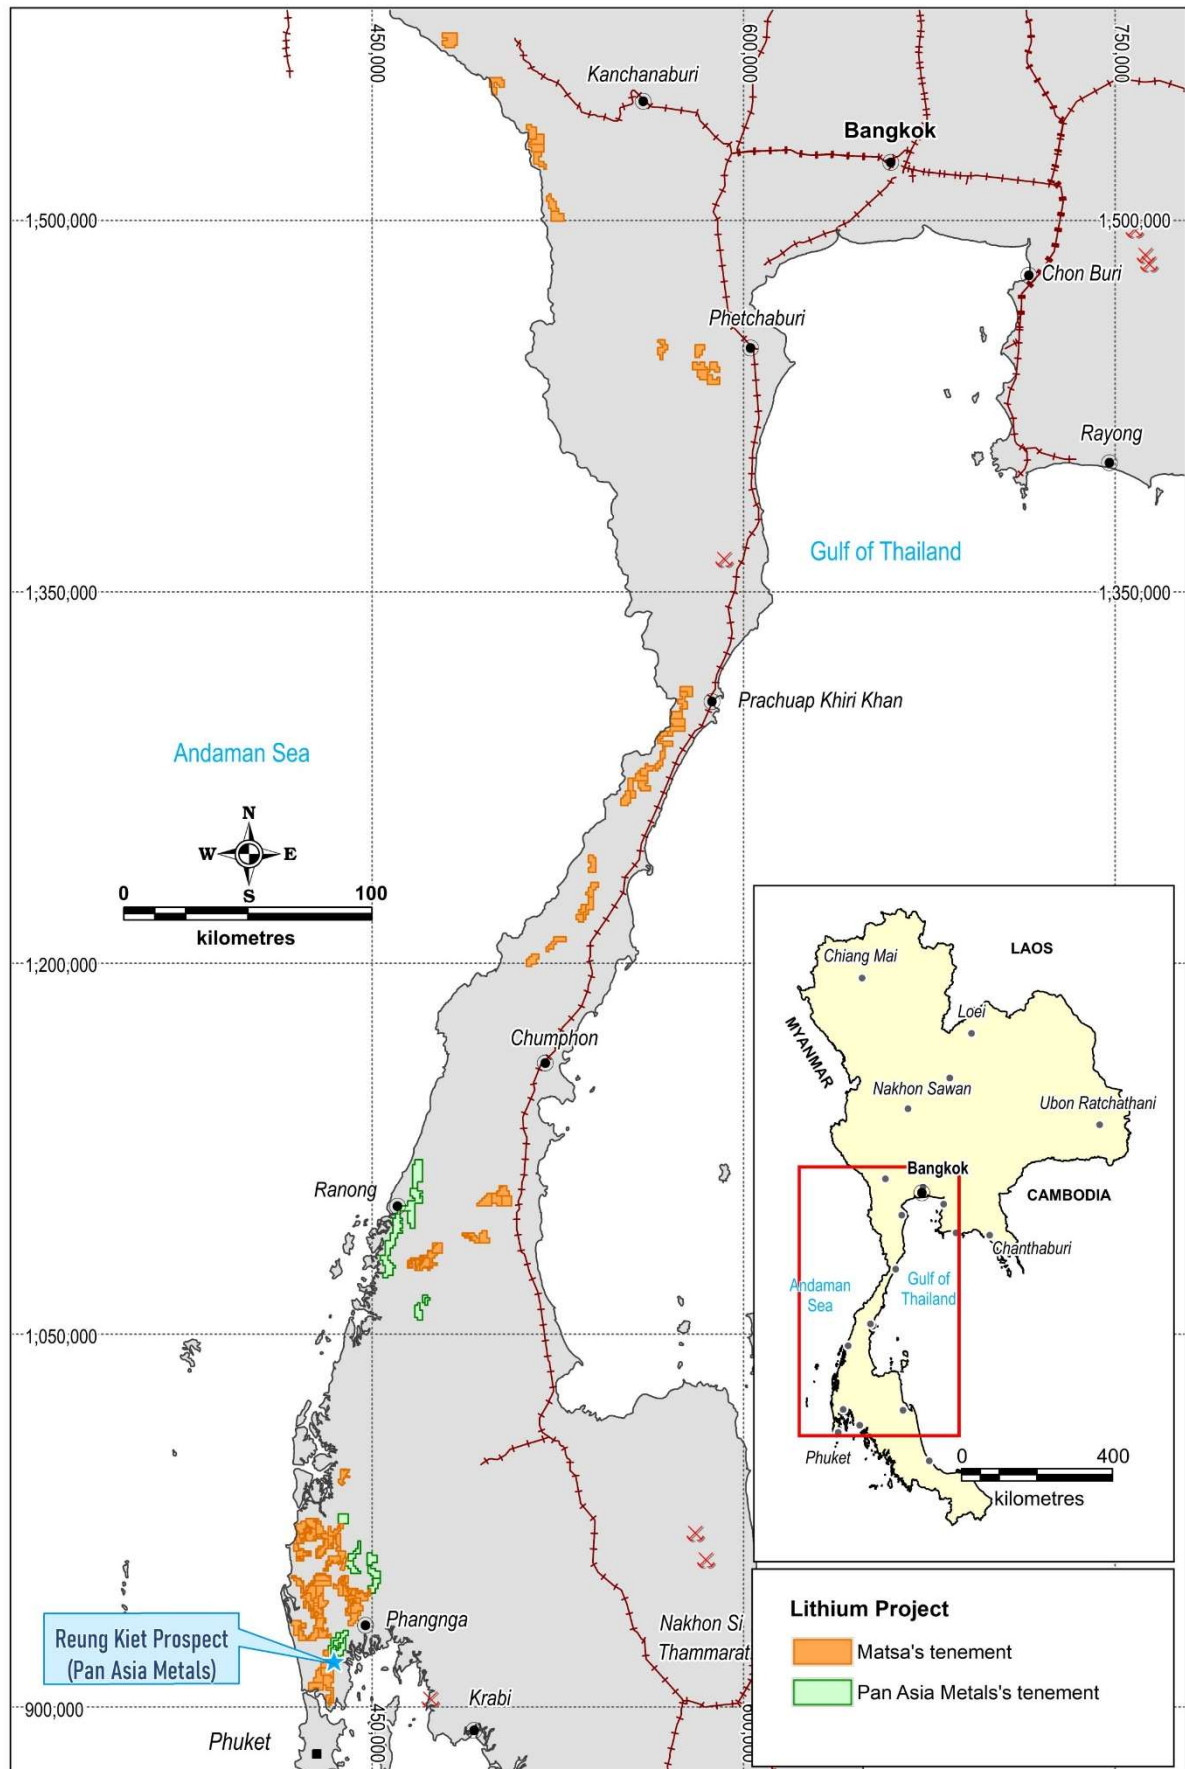 450,000
600,000
750,000
Kanchanaburi
Bangkok
1,500,000
1,500,000
Chon Buri
Phetchaburi
Rayong
Gulf of Thailand
1,350,000
1,350,000
Prachuap Khiri Khan
Andaman Sea
N
W
E
S
0
100
kilometres
1,200,000
Chumphon
Ranong
1,050,000
Reung Kiet Prospect
(Pan Asia Metals)
Phangnga
Nakhon Si
Thammarat
900,000
Krabi
450,000
Phuket
Chiang Mai
LAOS
Loei
MYANMAR
Nakhon Sawan
Ubon Ratchathani
Bangkok
CAMBODIA
Chanthaburi
Andaman
Sea
Gulf of
Thailand
Phuket
0
400
kilometres
Lithium Project
Matsa's tenement
Pan Asia Metals's tenement